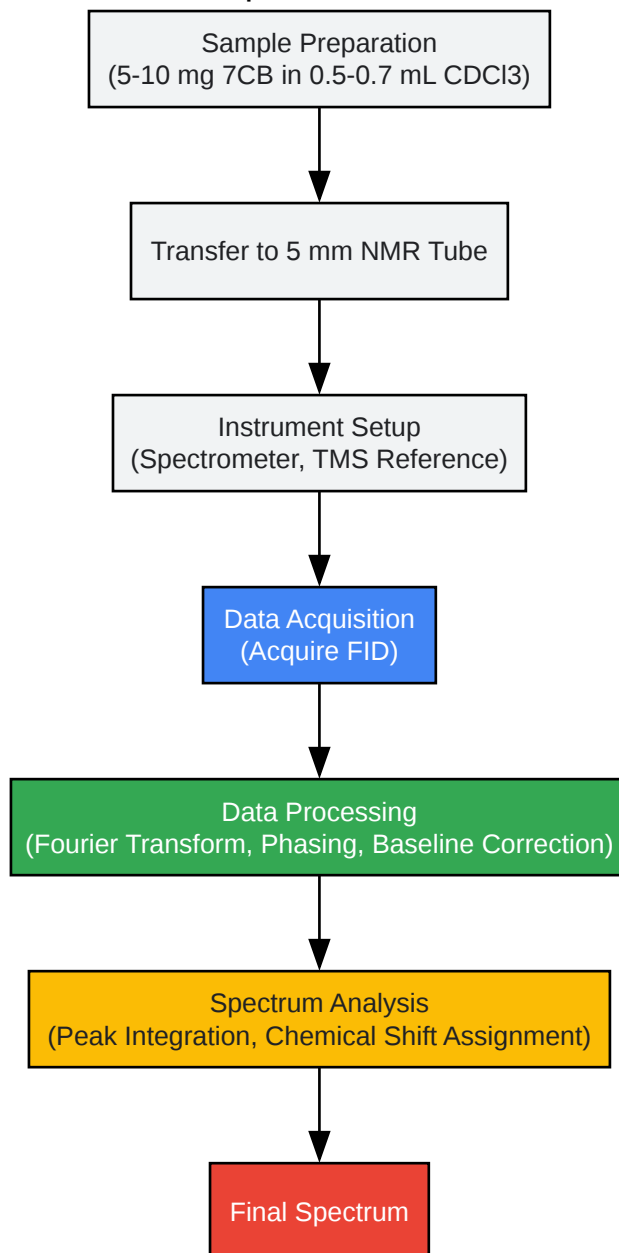 Sample Preparation
(5-10 mg 7CB in 0.5-0.7 mL CDCl3)
Transfer to 5 mm NMR Tube
Instrument Setup
(Spectrometer, TMS Reference)
Data Acquisition
(Acquire FID)
Data Processing
(Fourier Transform, Phasing, Baseline Correction)
Spectrum Analysis
(Peak Integration, Chemical Shift Assignment)
Final Spectrum